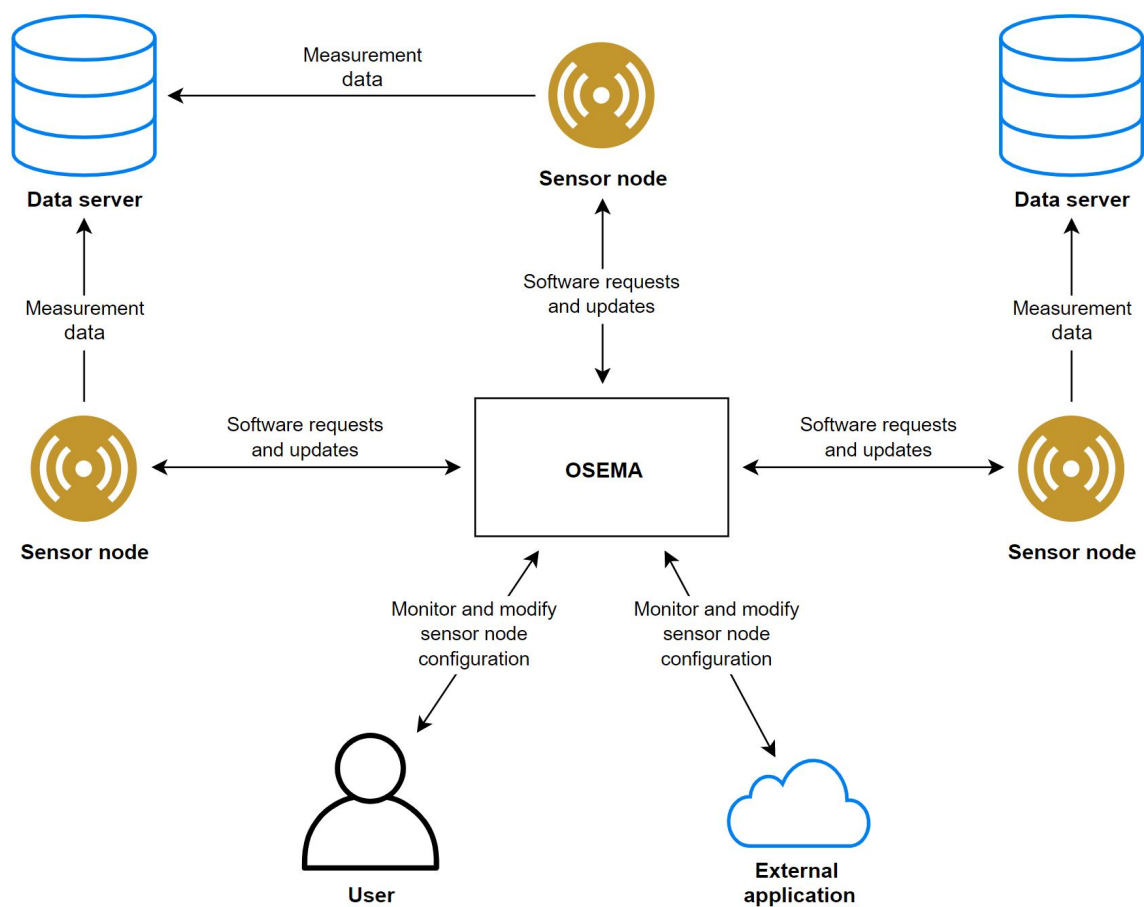 Measurement
data
Sensor node
Data server
Data server
Software requests
and updates
Measurement
data
Measurement
data
Software requests
and updates
Software requests
and updates
OSEMA
Sensor node
Sensor node
Monitor and modify
sensor node
configuration
Monitor and modify
sensor node
configuration
User
External
application